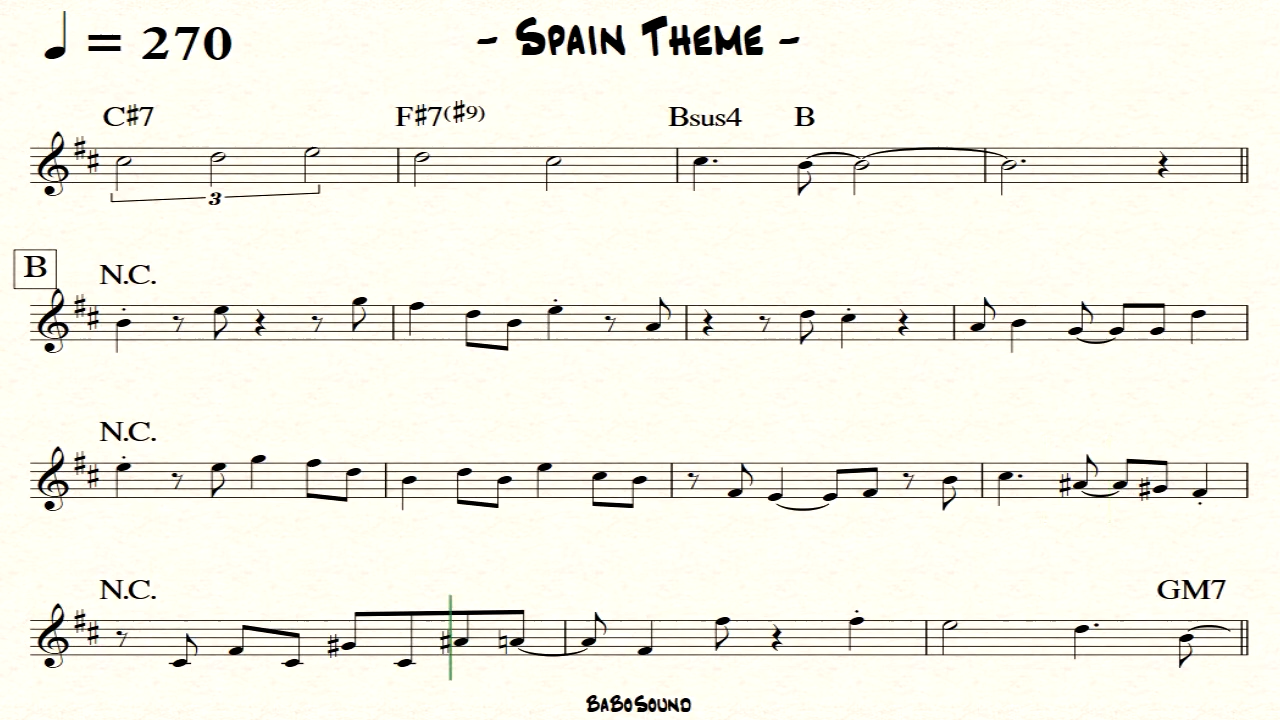 ♩ = 270 - SPAIN THEME -
C♯7 F♯7(♯9) Bsus4 B
3
B N.C.
N.C.
N.C. GM7
BABOSOUND